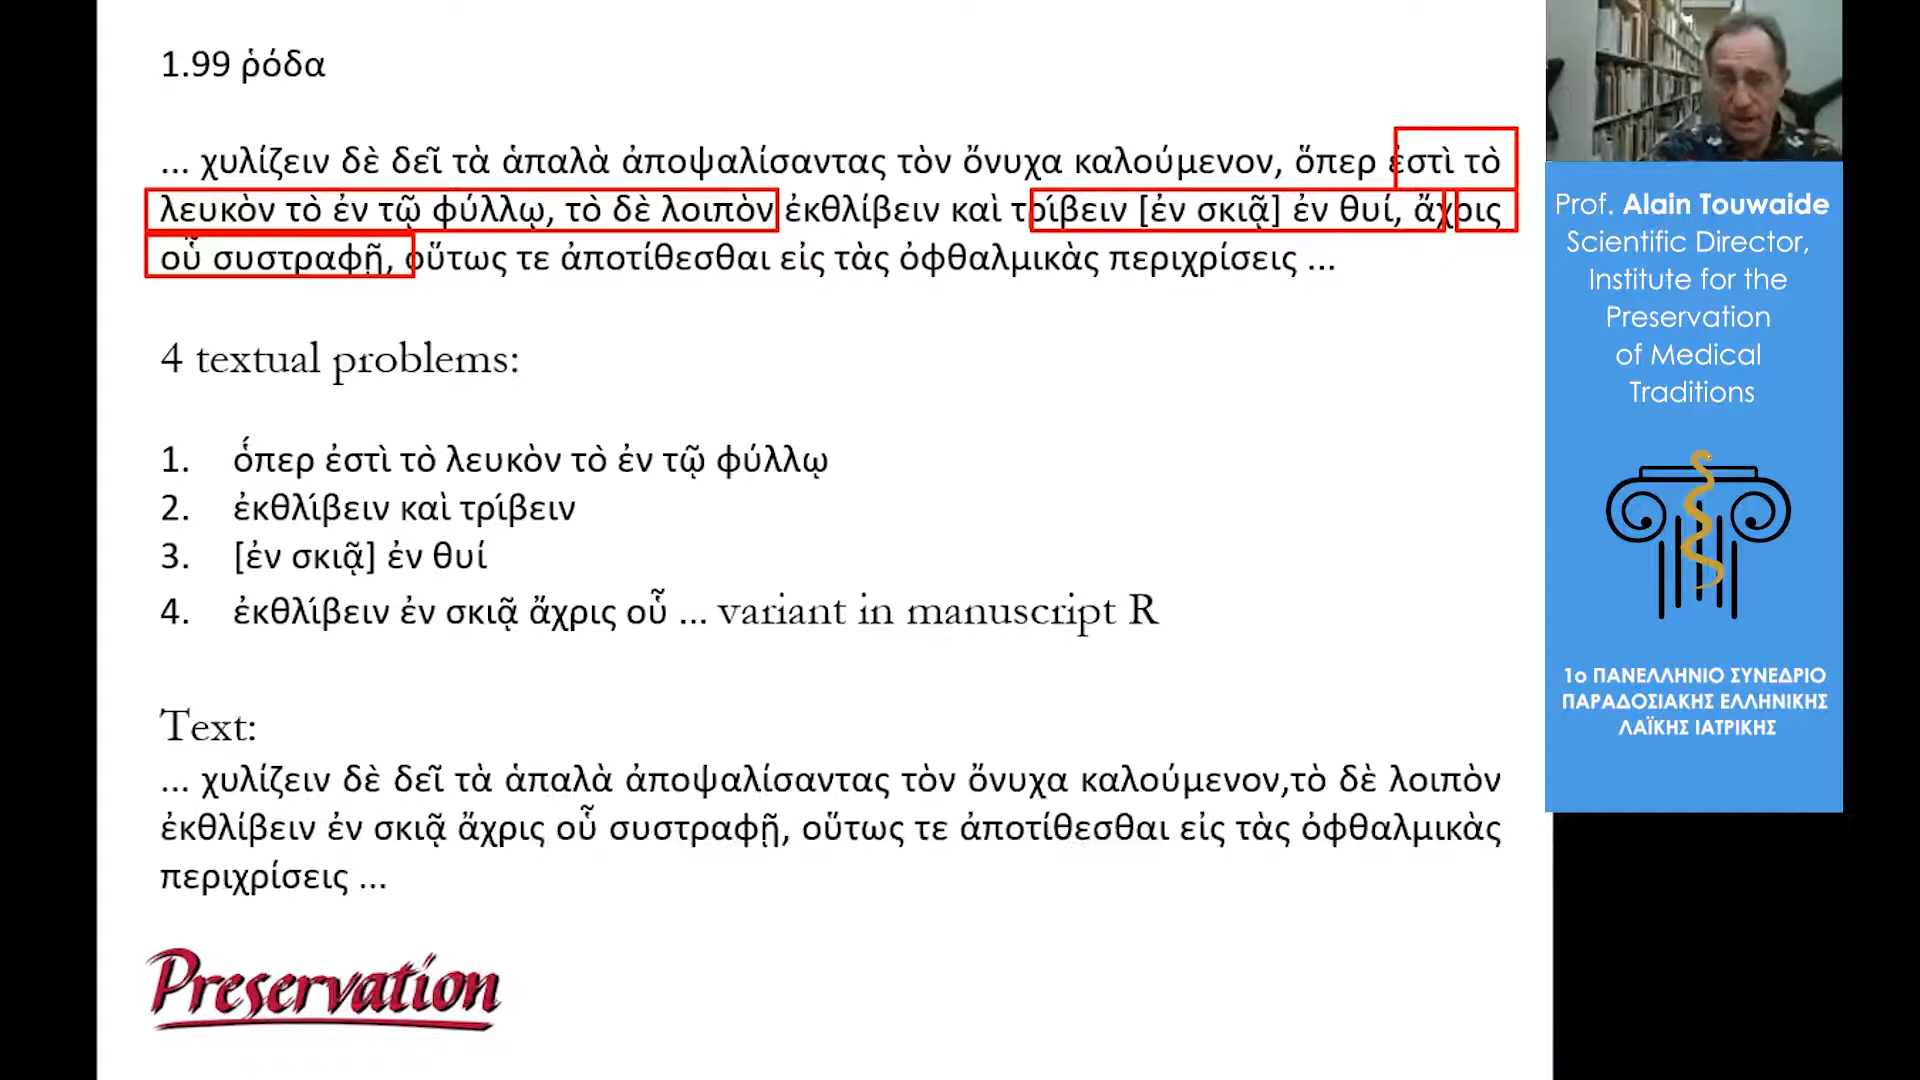 1.99 ῥόδα
... χυλίζειν δὲ δεῖ τὰ ἁπαλὰ ἀποψαλίσαντας τὸν ὄνυχα καλούμενον, ὅπερ ἐστὶ τὸ
λευκὸν τὸ ἐν τῷ φύλλῳ, τὸ δὲ λοιπὸν ἐκθλίβειν καὶ τρίβειν [ἐν σκιᾷ] ἐν θυί, ἄχρις
οὗ συστραφῇ, οὕτως τε ἀποτίθεσθαι εἰς τὰς ὀφθαλμικὰς περιχρίσεις ...
4 textual problems:
1. ὅπερ ἐστὶ τὸ λευκὸν τὸ ἐν τῷ φύλλῳ
2. ἐκθλίβειν καὶ τρίβειν
3. [ἐν σκιᾷ] ἐν θυί
4. ἐκθλίβειν ἐν σκιᾷ ἄχρις οὗ ... variant in manuscript R
Text:
... χυλίζειν δὲ δεῖ τὰ ἁπαλὰ ἀποψαλίσαντας τὸν ὄνυχα καλούμενον,τὸ δὲ λοιπὸν
ἐκθλίβειν ἐν σκιᾷ ἄχρις οὗ συστραφῇ, οὕτως τε ἀποτίθεσθαι εἰς τὰς ὀφθαλμικὰς
περιχρίσεις ...
Preservation
Prof. Alain Touwaide
Scientific Director,
Institute for the
Preservation
of Medical
Traditions
1ο ΠΑΝΕΛΛΗΝΙΟ ΣΥΝΕΔΡΙΟ
ΠΑΡΑΔΟΣΙΑΚΗΣ ΕΛΛΗΝΙΚΗΣ
ΛΑΪΚΗΣ ΙΑΤΡΙΚΗΣ